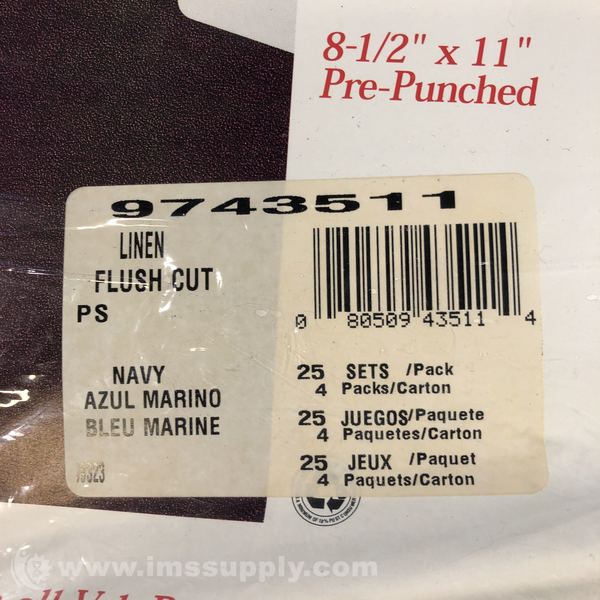 8-1/2" x 11"
Pre-Punched
9743511
LINEN
FLUSH CUT
PS
NAVY
AZUL MARINO
BLEU MARINE
0 80509 43511 4
25 SETS /Pack
4 Packs/Carton
25 JUEGOS/Paquete
4 Paquetes/Carton
25 JEUX /Paquet
4 Paquets/Carton
www.imssupply.com